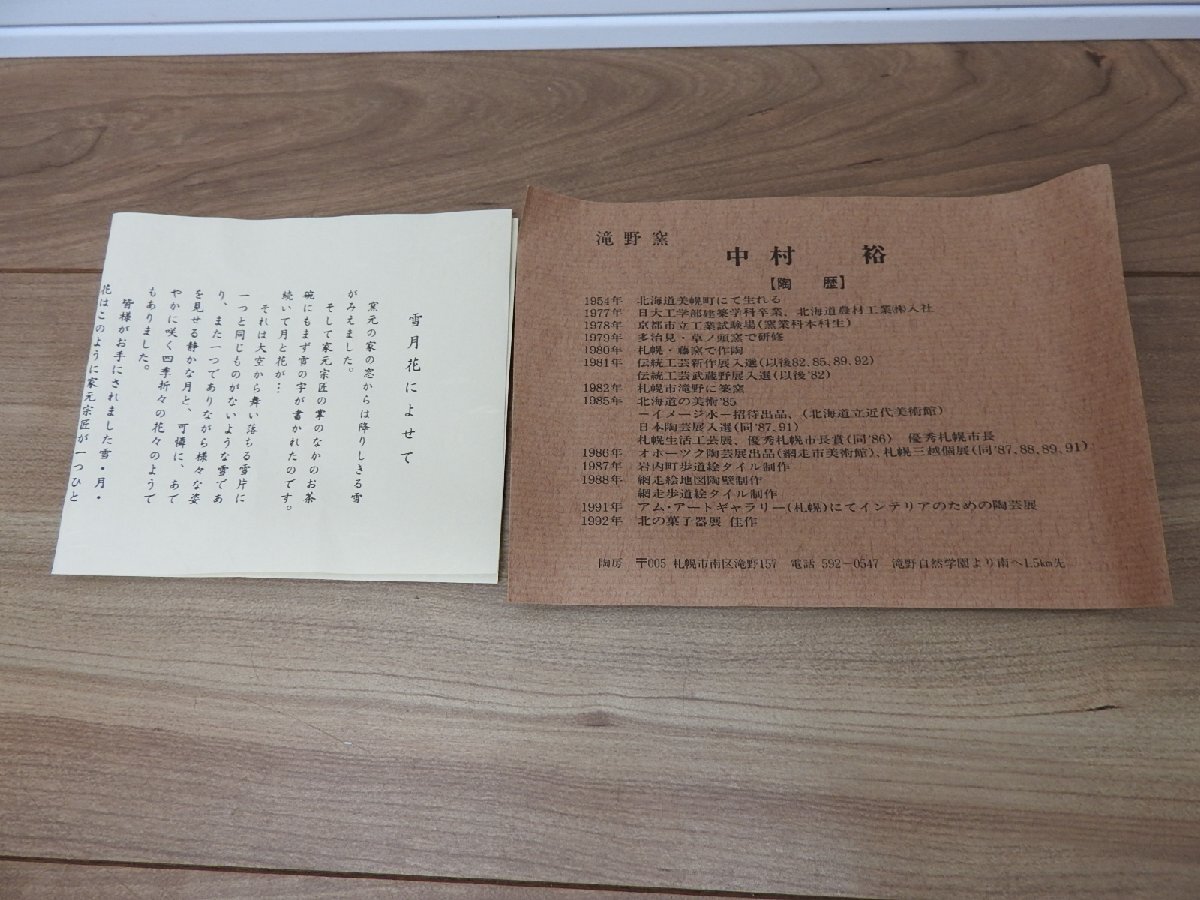 雪月花によせて
窯元の家の窓からは降りしきる雪
がみえました。
そして家元宗匠の掌のなかのお茶
碗にもまず雪の字が書かれたのです。
続いて月と花が…
それは大空から舞い落ちる雪片に
一つと同じものがないような雪であ
り、また一つでありながら様々な姿
を見せる静かな月と、可憐に、あで
やかに咲く四季折々の花々のようで
もありました。
皆様がお手にされました雪・月・
花はこのように家元宗匠が一つひと
滝野窯
中村 裕
【陶歴】
1954年 北海道美幌町にて生れる
1977年 日大工学部建築学科卒業、北海道農材工業㈱入社
1978年 京都市立工業試験場(窯業科本科生)
1979年 多治見・草ノ頭窯で研修
1980年 札幌・藤窯で作陶
1981年 伝統工芸新作展入選(以後82、85、89、92)
伝統工芸武蔵野展入選(以後'82)
1982年 札幌市滝野に築窯
1985年 北海道の美術'85
－イメージ水－招待出品、(北海道立近代美術館)
日本陶芸展入選(同'87、91)
札幌生活工芸展、優秀札幌市長賞(同'86) 優秀札幌市長
1986年 オホーツク陶芸展出品(網走市美術館)、札幌三越個展(同'87、88、89、91)
1987年 岩内町歩道絵タイル制作
1988年 網走絵地図陶壁制作
網走歩道絵タイル制作
1991年 アム・アートギャラリー(札幌)にてインテリアのための陶芸展
1992年 北の菓子器展 佳作
陶房 〒005 札幌市南区滝野157 電話 592－0547 滝野自然学園より南へ1.5km先